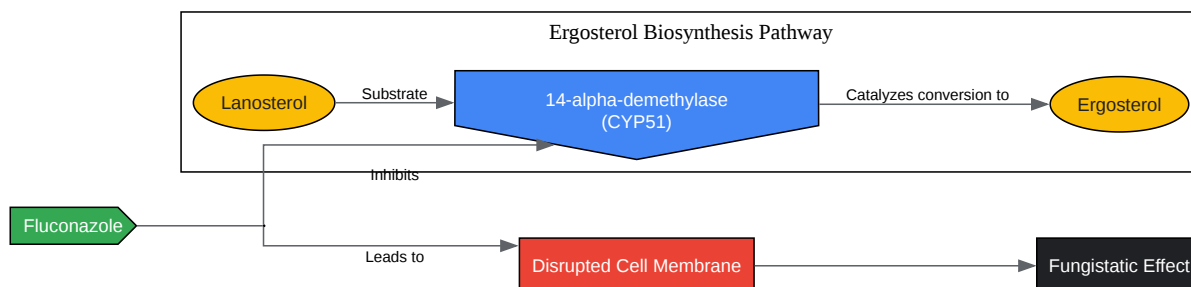 Ergosterol Biosynthesis Pathway
Lanosterol
Substrate
14-alpha-demethylase
(CYP51)
Catalyzes conversion to
Ergosterol
Inhibits
Fluconazole
Leads to
Disrupted Cell Membrane
Fungistatic Effect